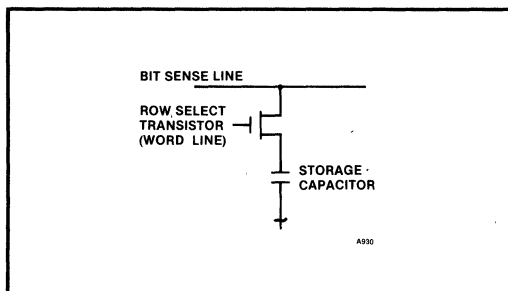 BIT SENSE LINE
ROW SELECT
TRANSISTOR
(WORD LINE)
STORAGE
CAPACITOR
A930